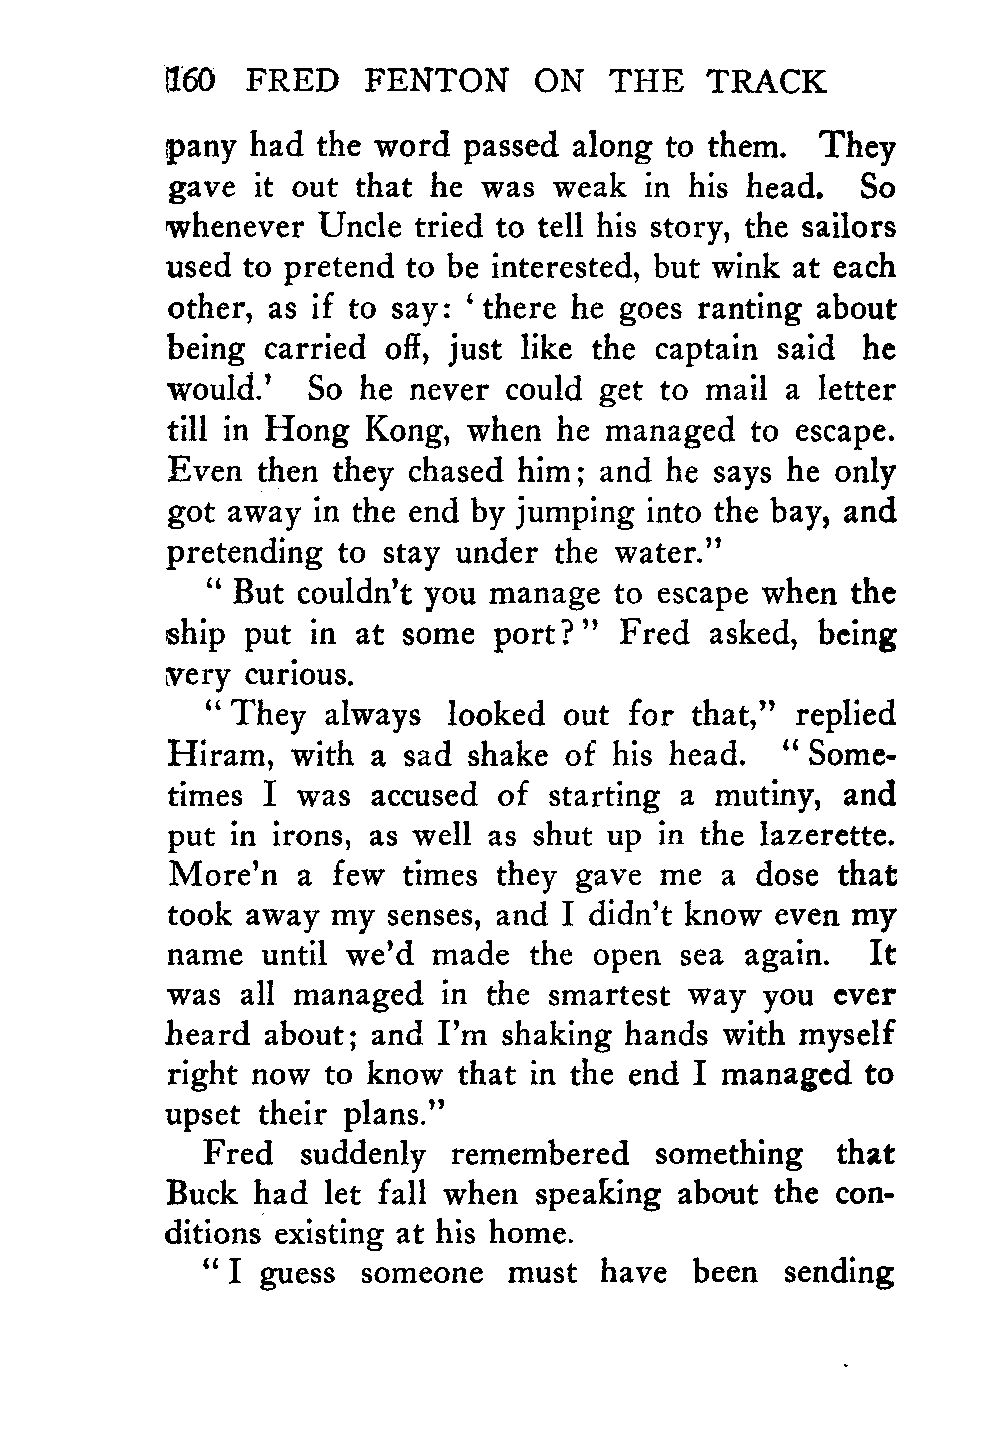 160 FRED FENTON ON THE TRACK
pany had the word passed along to them. They
gave it out that he was weak in his head. So
whenever Uncle tried to tell his story, the sailors
used to pretend to be interested, but wink at each
other, as if to say: ‘ there he goes ranting about
being carried off, just like the captain said he
would.’ So he never could get to mail a letter
till in Hong Kong, when he managed to escape.
Even then they chased him; and he says he only
got away in the end by jumping into the bay, and
pretending to stay under the water.”
“ But couldn’t you manage to escape when the
ship put in at some port? ” Fred asked, being
very curious.
“ They always looked out for that,” replied
Hiram, with a sad shake of his head. “ Some-
times I was accused of starting a mutiny, and
put in irons, as well as shut up in the lazerette.
More’n a few times they gave me a dose that
took away my senses, and I didn’t know even my
name until we’d made the open sea again. It
was all managed in the smartest way you ever
heard about; and I’m shaking hands with myself
right now to know that in the end I managed to
upset their plans.”
Fred suddenly remembered something that
Buck had let fall when speaking about the con-
ditions existing at his home.
“ I guess someone must have been sending